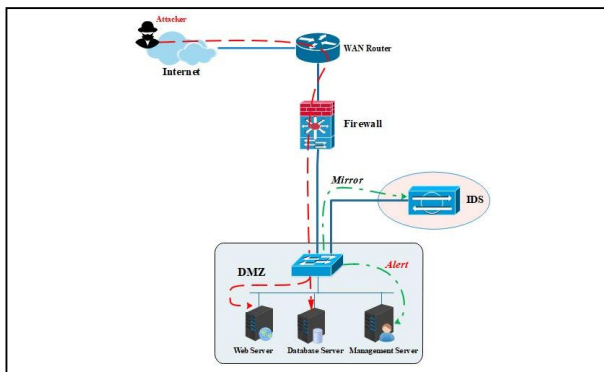 Attacker
WAN Router
Internet
Firewall
Mirror
IDS
DMZ
Alert
Web Server
Database Server
Management Server